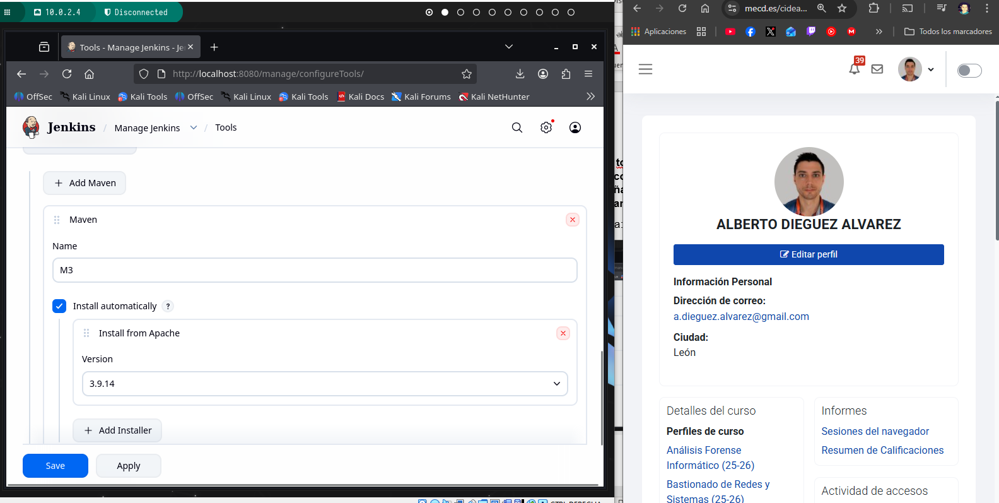 10.0.2.4
Disconnected
Tools - Manage Jenkins - Je
http://localhost:8080/manage/configureTools/
OffSec
Kali Linux
Kali Tools
OffSec
Kali Linux
Kali Tools
Kali Docs
Kali Forums
Kali NetHunter
Jenkins / Manage Jenkins / Tools
+ Add Maven
Maven
Name
M3
Install automatically ?
Install from Apache
Version
3.9.14
+ Add Installer
Save
Apply
CTRL DERECHA
mecd.es/cidea...
Aplicaciones
Todos los marcadores
39
ALBERTO DIEGUEZ ALVAREZ
Editar perfil
Información Personal
Dirección de correo:
a.dieguez.alvarez@gmail.com
Ciudad:
León
Detalles del curso
Perfiles de curso
Análisis Forense
Informático (25-26)
Bastionado de Redes y
Sistemas (25-26)
Informes
Sesiones del navegador
Resumen de Calificaciones
Actividad de accesos